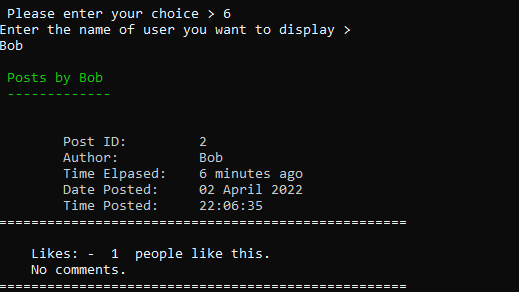 Please enter your choice > 6
Enter the name of user you want to display >
Bob
Posts by Bob
-------------
Post ID: 2
Author: Bob
Time Elpased: 6 minutes ago
Date Posted: 02 April 2022
Time Posted: 22:06:35
====================================================
Likes: - 1 people like this.
No comments.
====================================================